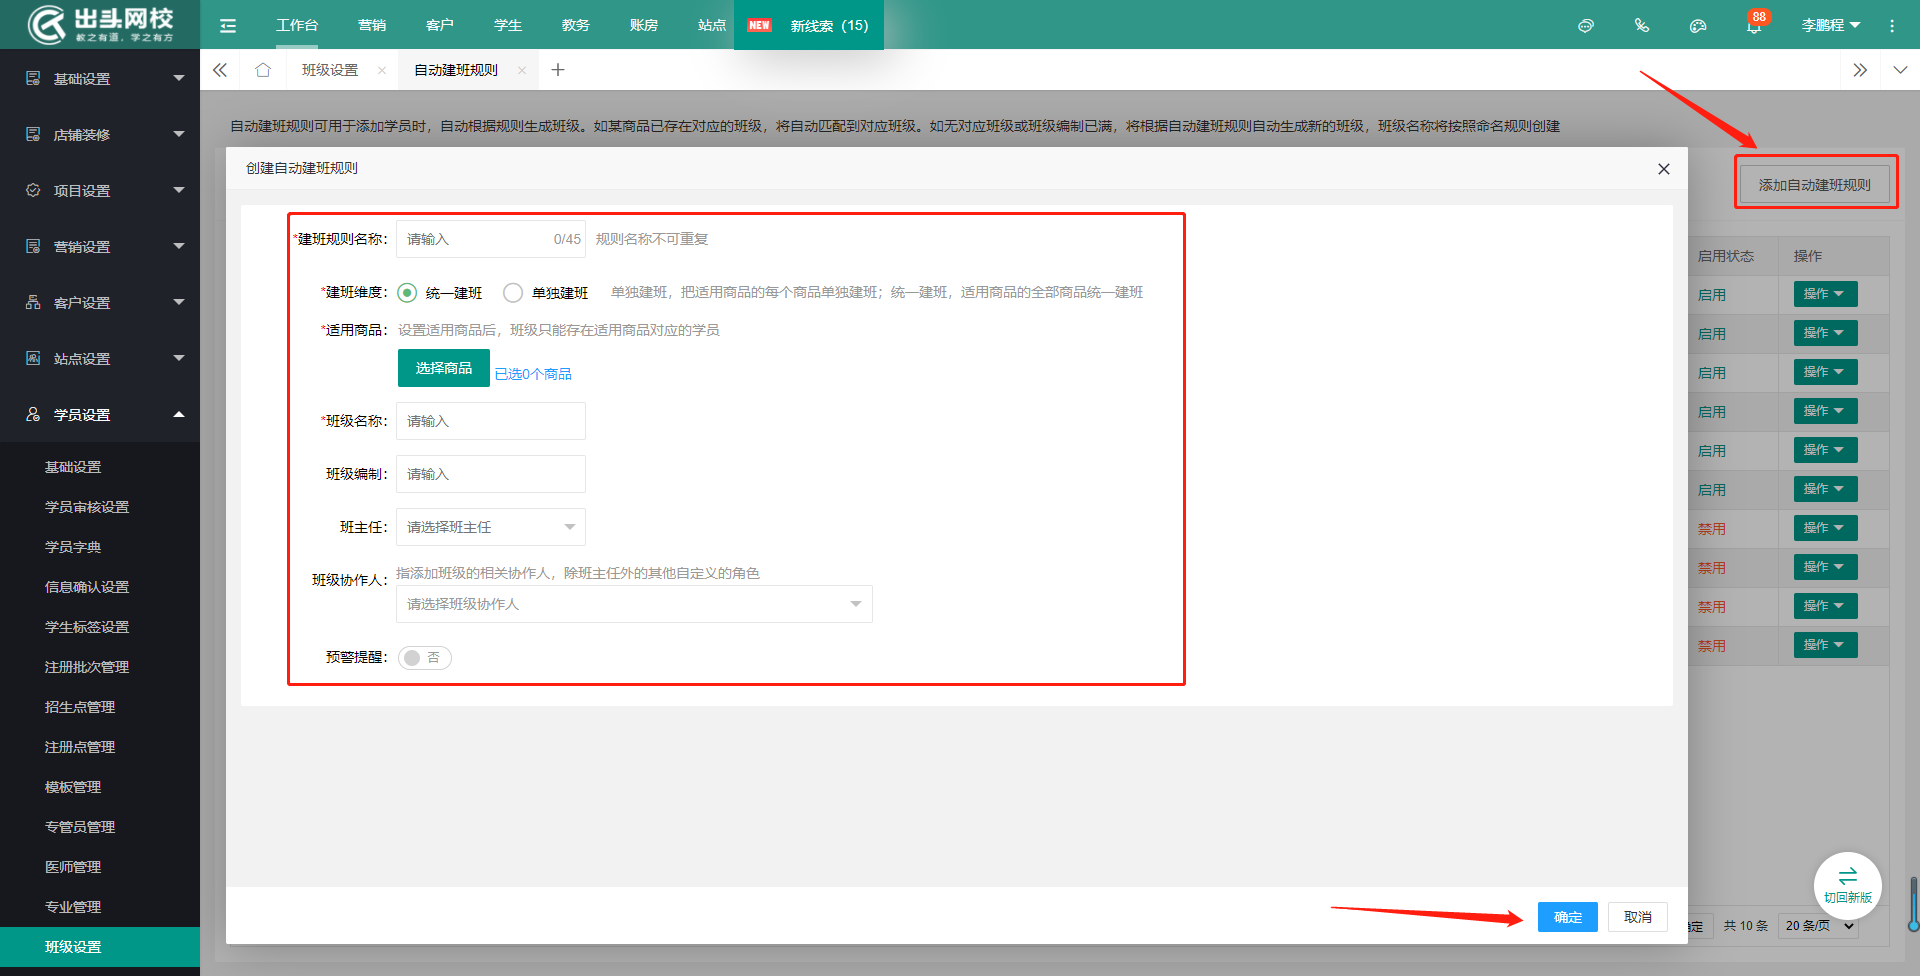 出头网校
教之有道，学之有方
工作台
营销
客户
学生
教务
账房
站点
NEW
新线索（15）
88
李鹏程
基础设置
店铺装修
项目设置
营销设置
客户设置
站点设置
学员设置
基础设置
学员审核设置
学员字典
信息确认设置
学生标签设置
注册批次管理
招生点管理
注册点管理
模板管理
专管员管理
医师管理
专业管理
班级设置
班级设置
自动建班规则
自动建班规则可用于添加学员时，自动根据规则生成班级。如某商品已存在对应的班级，将自动匹配到对应班级。如无对应班级或班级编制已满，将根据自动建班规则自动生成新的班级，班级名称将按照命名规则创建
添加自动建班规则
创建自动建班规则
*建班规则名称：
请输入
0/45
规则名称不可重复
*建班维度：
统一建班
单独建班
单独建班，把适用商品的每个商品单独建班；统一建班，适用商品的全部商品统一建班
*适用商品：
设置适用商品后，班级只能存在适用商品对应的学员
选择商品
已选0个商品
*班级名称：
请输入
班级编制：
请输入
班主任：
请选择班主任
班级协作人：
指添加班级的相关协作人，除班主任外的其他自定义的角色
请选择班级协作人
预警提醒：
否
确定
取消
启用状态
操作
启用
操作
启用
操作
启用
操作
启用
操作
启用
操作
启用
操作
禁用
操作
禁用
操作
禁用
操作
禁用
操作
切回新版
定
共 10 条
20 条/页